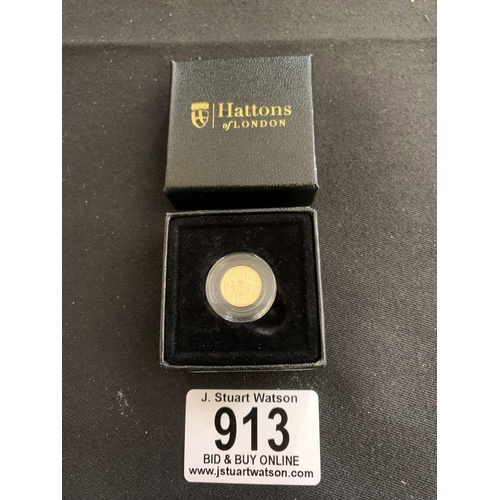 Hattons
of LONDON
J. Stuart Watson
913
BID & BUY ONLINE
www.jstuartwatson.com